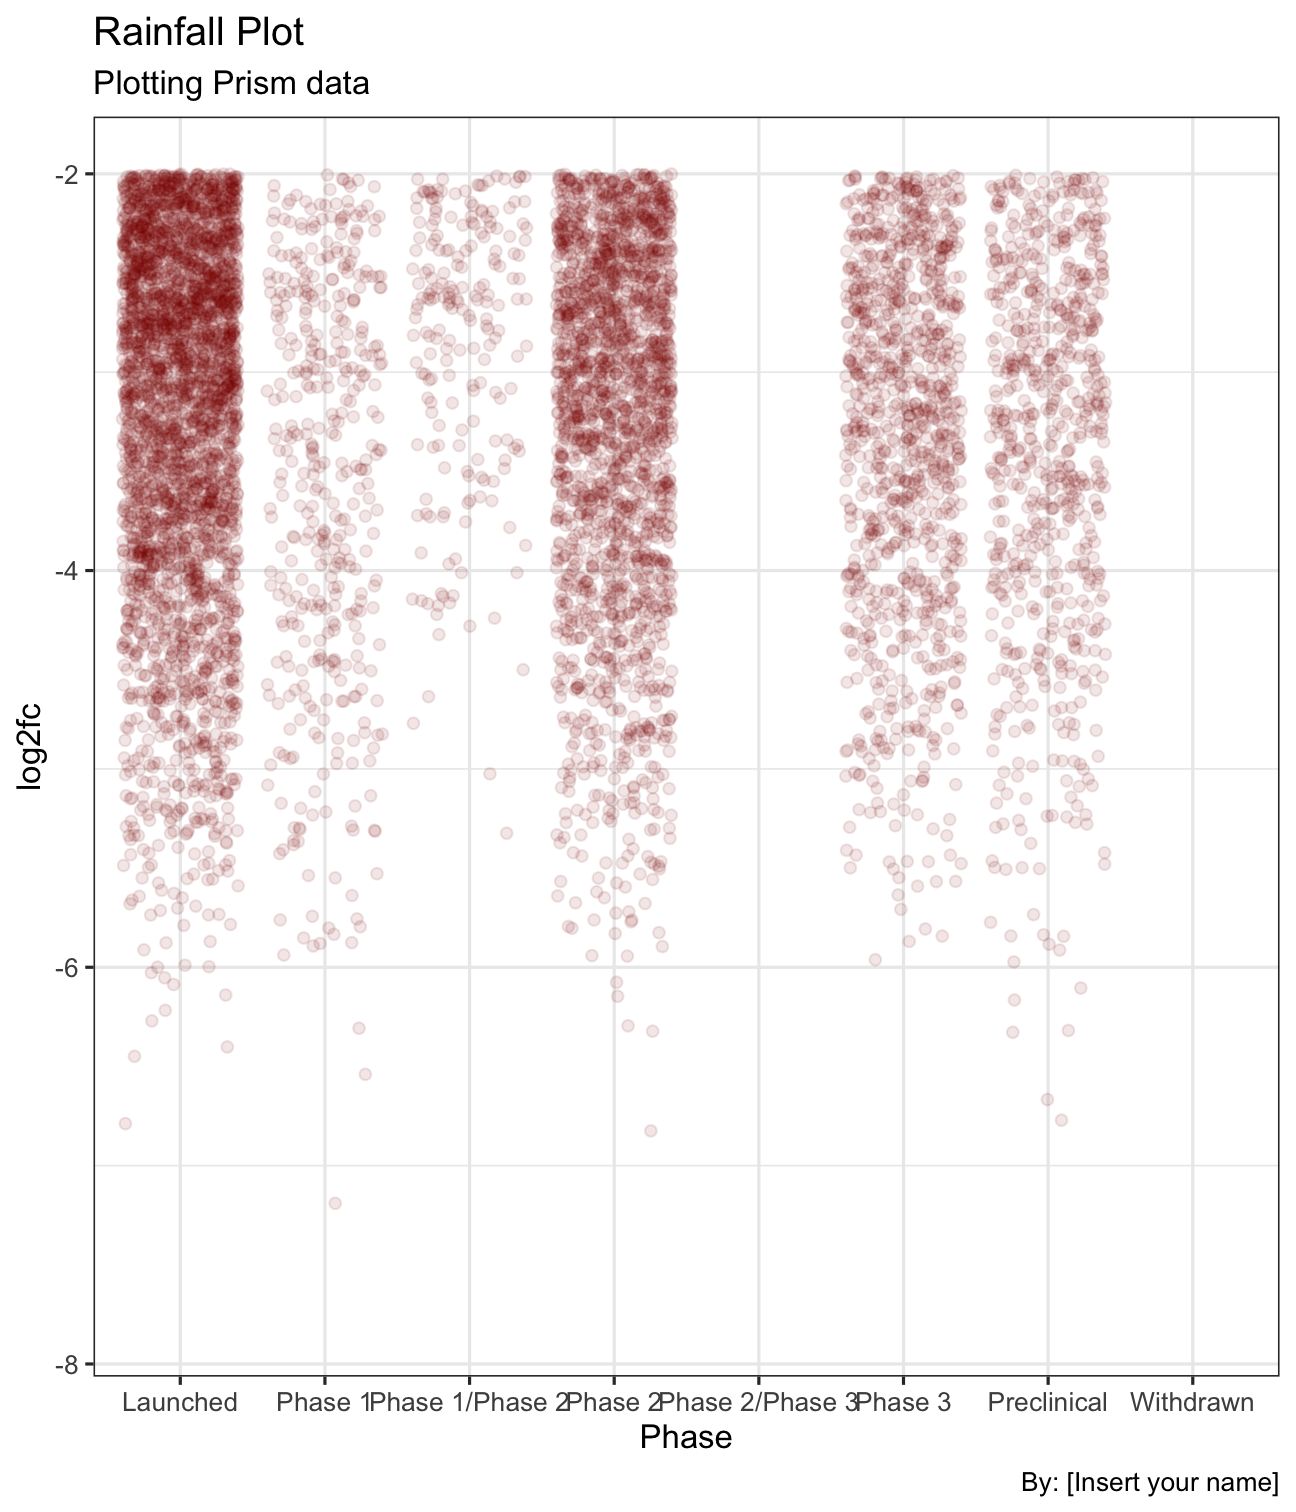 Rainfall Plot
Plotting Prism data
-2
-4
-6
-8
log2fc
Launched Phase 1 Phase 1/Phase 2 Phase 2 Phase 2/Phase 3 Phase 3 Preclinical Withdrawn
Phase
By: [Insert your name]